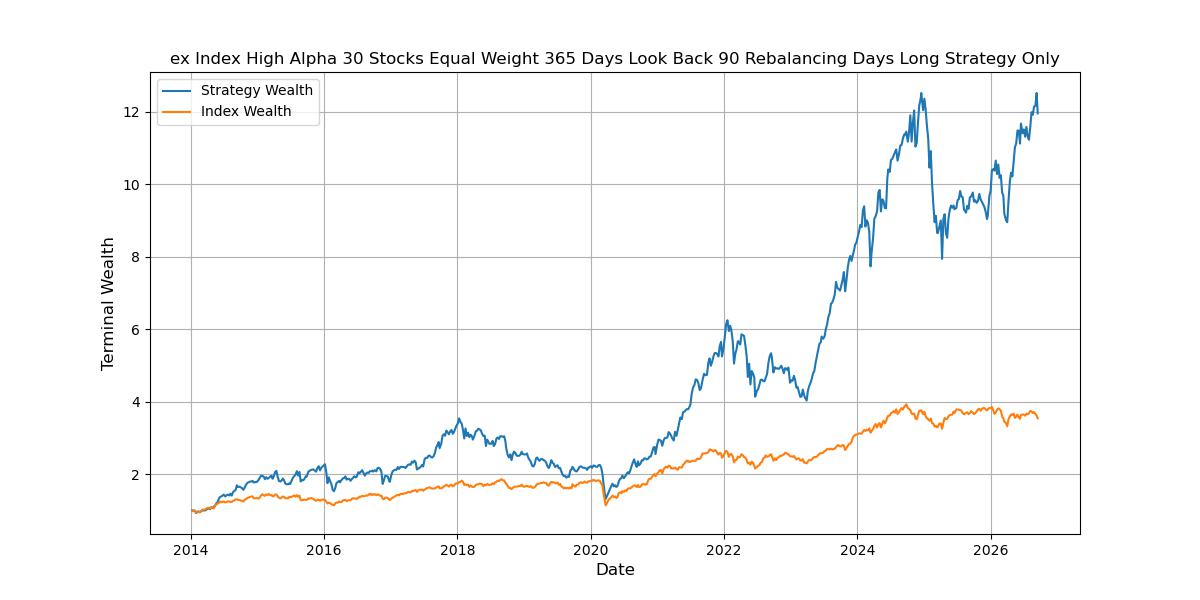 ex Index High Alpha 30 Stocks Equal Weight 365 Days Look Back 90 Rebalancing Days Long Strategy Only
Strategy Wealth
Index Wealth
Terminal Wealth
12
10
8
6
4
2
2014 2016 2018 2020 2022 2024 2026
Date